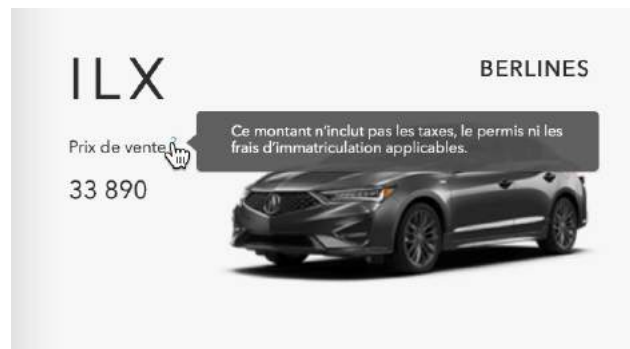 ILX
BERLINES
Ce montant n'inclut pas les taxes, le permis ni les
frais d'immatriculation applicables.
Prix de vente
33 890